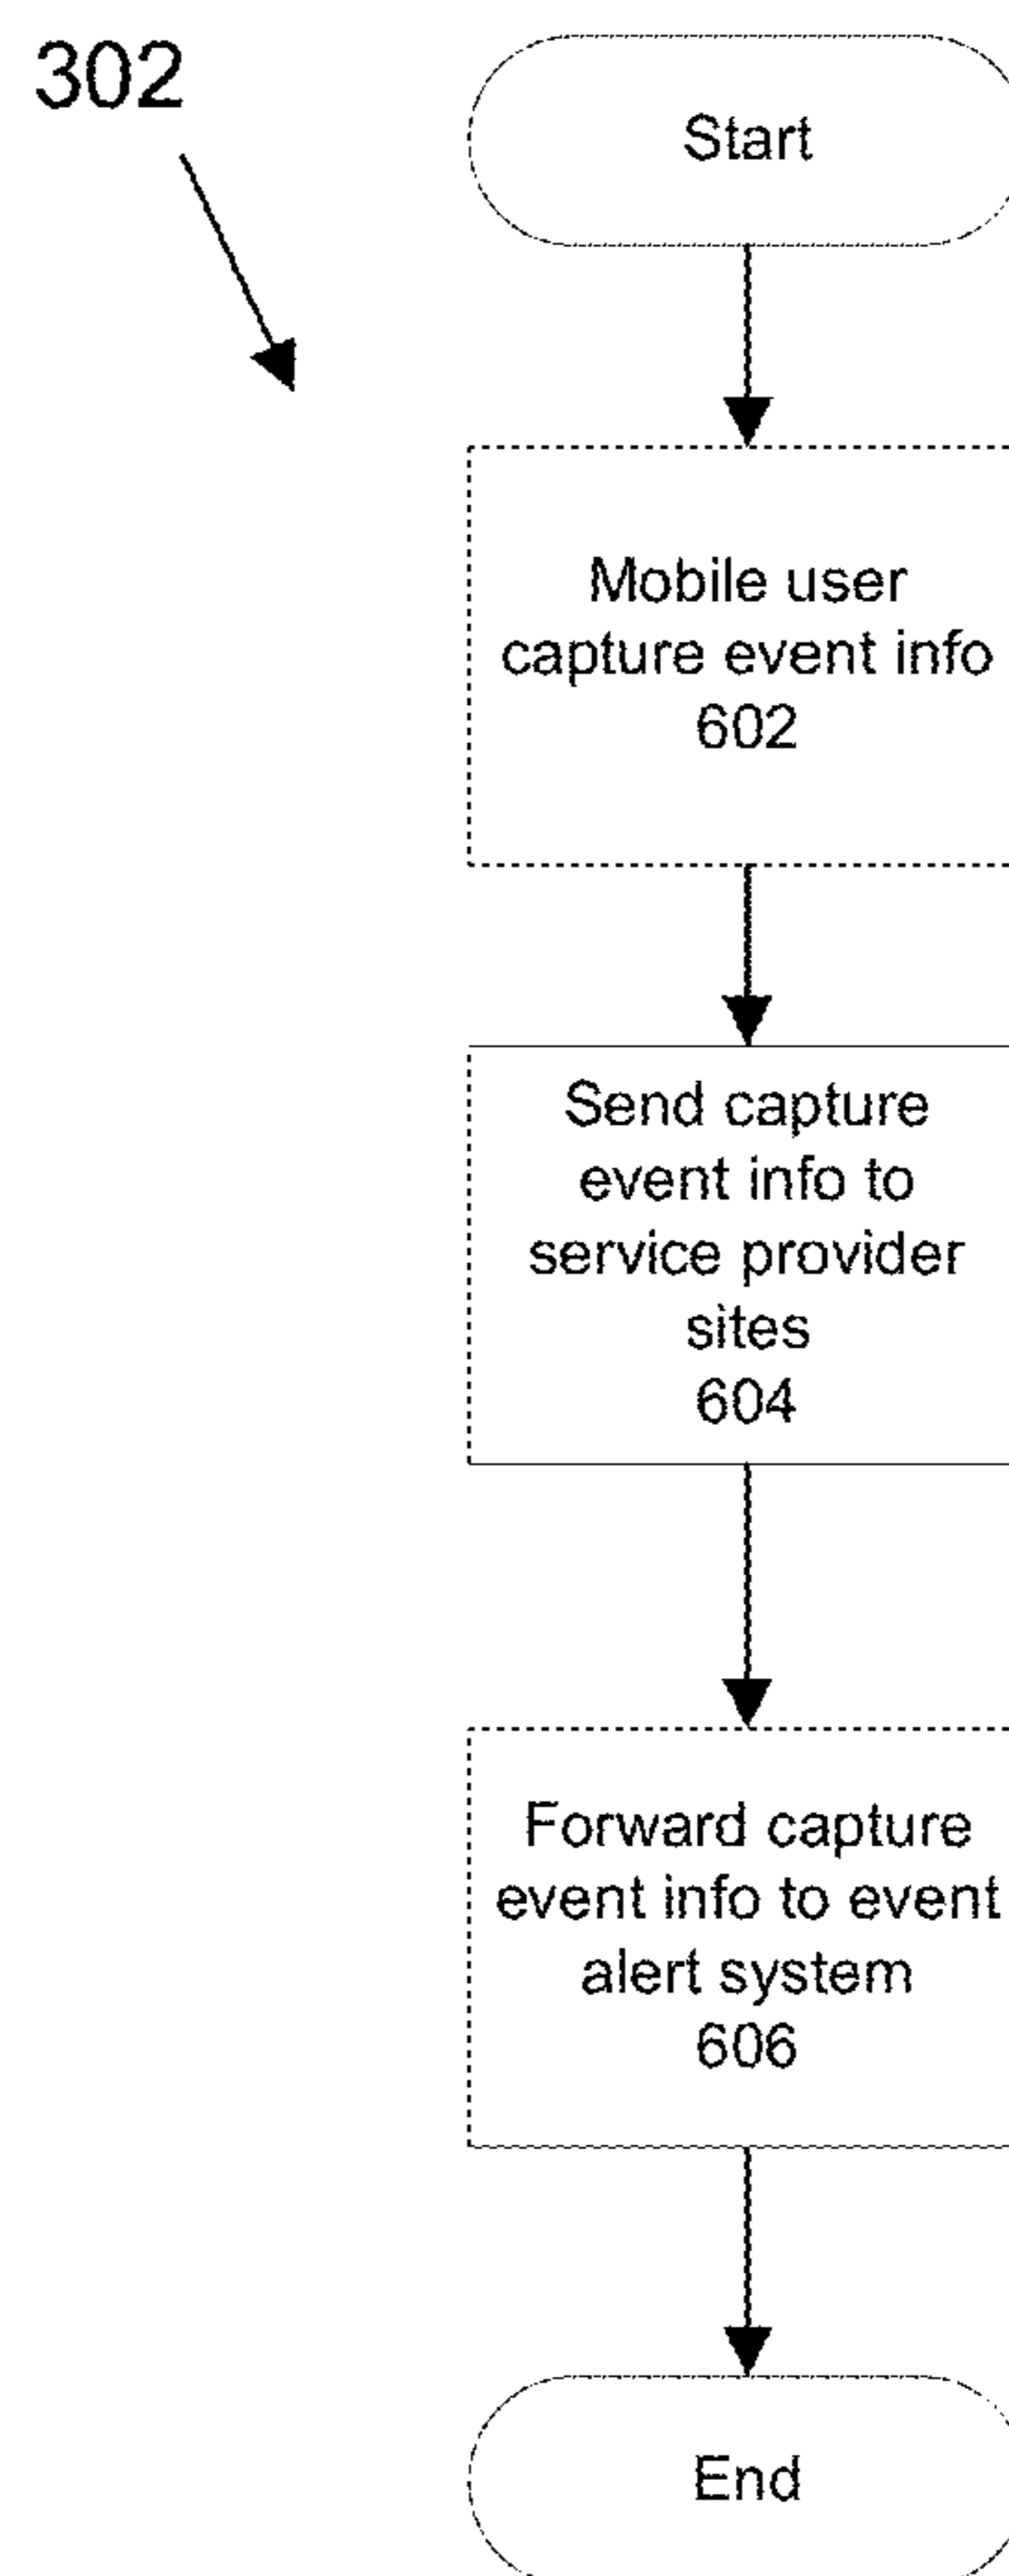 302
Start
Mobile user
capture event info
602
Send capture
event info to
service provider
sites
604
Forward capture
event info to event
alert system
606
End